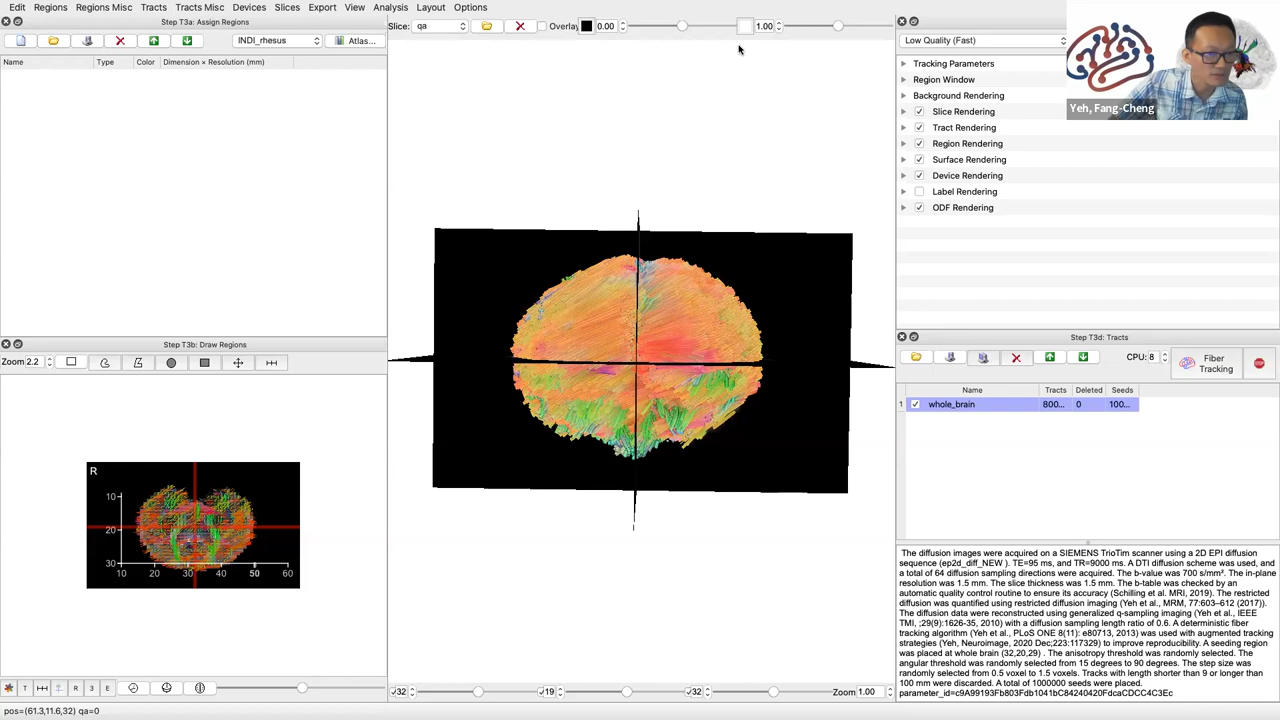 Edit Regions Regions Misc Tracts Tracts Misc Devices Slices Export View Analysis Layout Options
Step T3a: Assign Regions
INDI_rhesus Atlas...
Name Type Color Dimension × Resolution (mm)
Slice: qa Overlay 0.00 1.00
Low Quality (Fast)
Tracking Parameters
Region Window
Background Rendering
Slice Rendering
Tract Rendering
Region Rendering
Surface Rendering
Device Rendering
Label Rendering
ODF Rendering
Yeh, Fang-Cheng
Step T3b: Draw Regions
Zoom 2.2
R
10
20
30
10 20 30 40 50 60
T R 3 E
32 19 32 Zoom 1.00
Step T3d: Tracts
CPU: 8 Fiber
Tracking
Name Tracts Deleted Seeds
1 whole_brain 800... 0 100...
The diffusion images were acquired on a SIEMENS TrioTim scanner using a 2D EPI diffusion
sequence (ep2d_diff_NEW ). TE=95 ms, and TR=9000 ms. A DTI diffusion scheme was used, and
a total of 64 diffusion sampling directions were acquired. The b-value was 700 s/mm². The in-plane
resolution was 1.5 mm. The slice thickness was 1.5 mm. The b-table was checked by an
automatic quality control routine to ensure its accuracy (Schilling et al. MRI, 2019). The restricted
diffusion was quantified using restricted diffusion imaging (Yeh et al., MRM, 77:603–612 (2017)).
The diffusion data were reconstructed using generalized q-sampling imaging (Yeh et al., IEEE
TMI, ;29(9):1626-35, 2010) with a diffusion sampling length ratio of 0.6. A deterministic fiber
tracking algorithm (Yeh et al., PLoS ONE 8(11): e80713, 2013) was used with augmented tracking
strategies (Yeh, Neuroimage, 2020 Dec;223:117329) to improve reproducibility. A seeding region
was placed at whole brain (32,20,29) . The anisotropy threshold was randomly selected. The
angular threshold was randomly selected from 15 degrees to 90 degrees. The step size was
randomly selected from 0.5 voxel to 1.5 voxels. Tracks with length shorter than 9 or longer than
100 mm were discarded. A total of 1000000 seeds were placed.
parameter_id=c9A99193Fb803Fdb1041bC84240420FdcaCDCC4C3Ec
pos=(61.3,11.6,32) qa=0